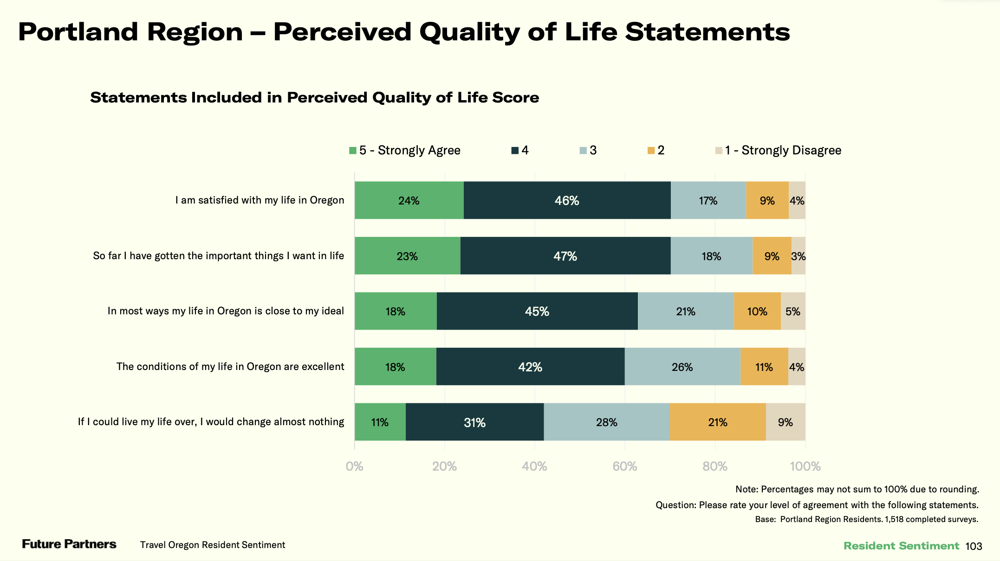 Portland Region – Perceived Quality of Life Statements
Statements Included in Perceived Quality of Life Score
5 - Strongly Agree 4 3 2 1 - Strongly Disagree
I am satisfied with my life in Oregon 24% 46% 17% 9% 4%
So far I have gotten the important things I want in life 23% 47% 18% 9% 3%
In most ways my life in Oregon is close to my ideal 18% 45% 21% 10% 5%
The conditions of my life in Oregon are excellent 18% 42% 26% 11% 4%
If I could live my life over, I would change almost nothing 11% 31% 28% 21% 9%
0% 20% 40% 60% 80% 100%
Note: Percentages may not sum to 100% due to rounding.
Question: Please rate your level of agreement with the following statements.
Base: Portland Region Residents. 1,518 completed surveys.
Future Partners Travel Oregon Resident Sentiment Resident Sentiment 103